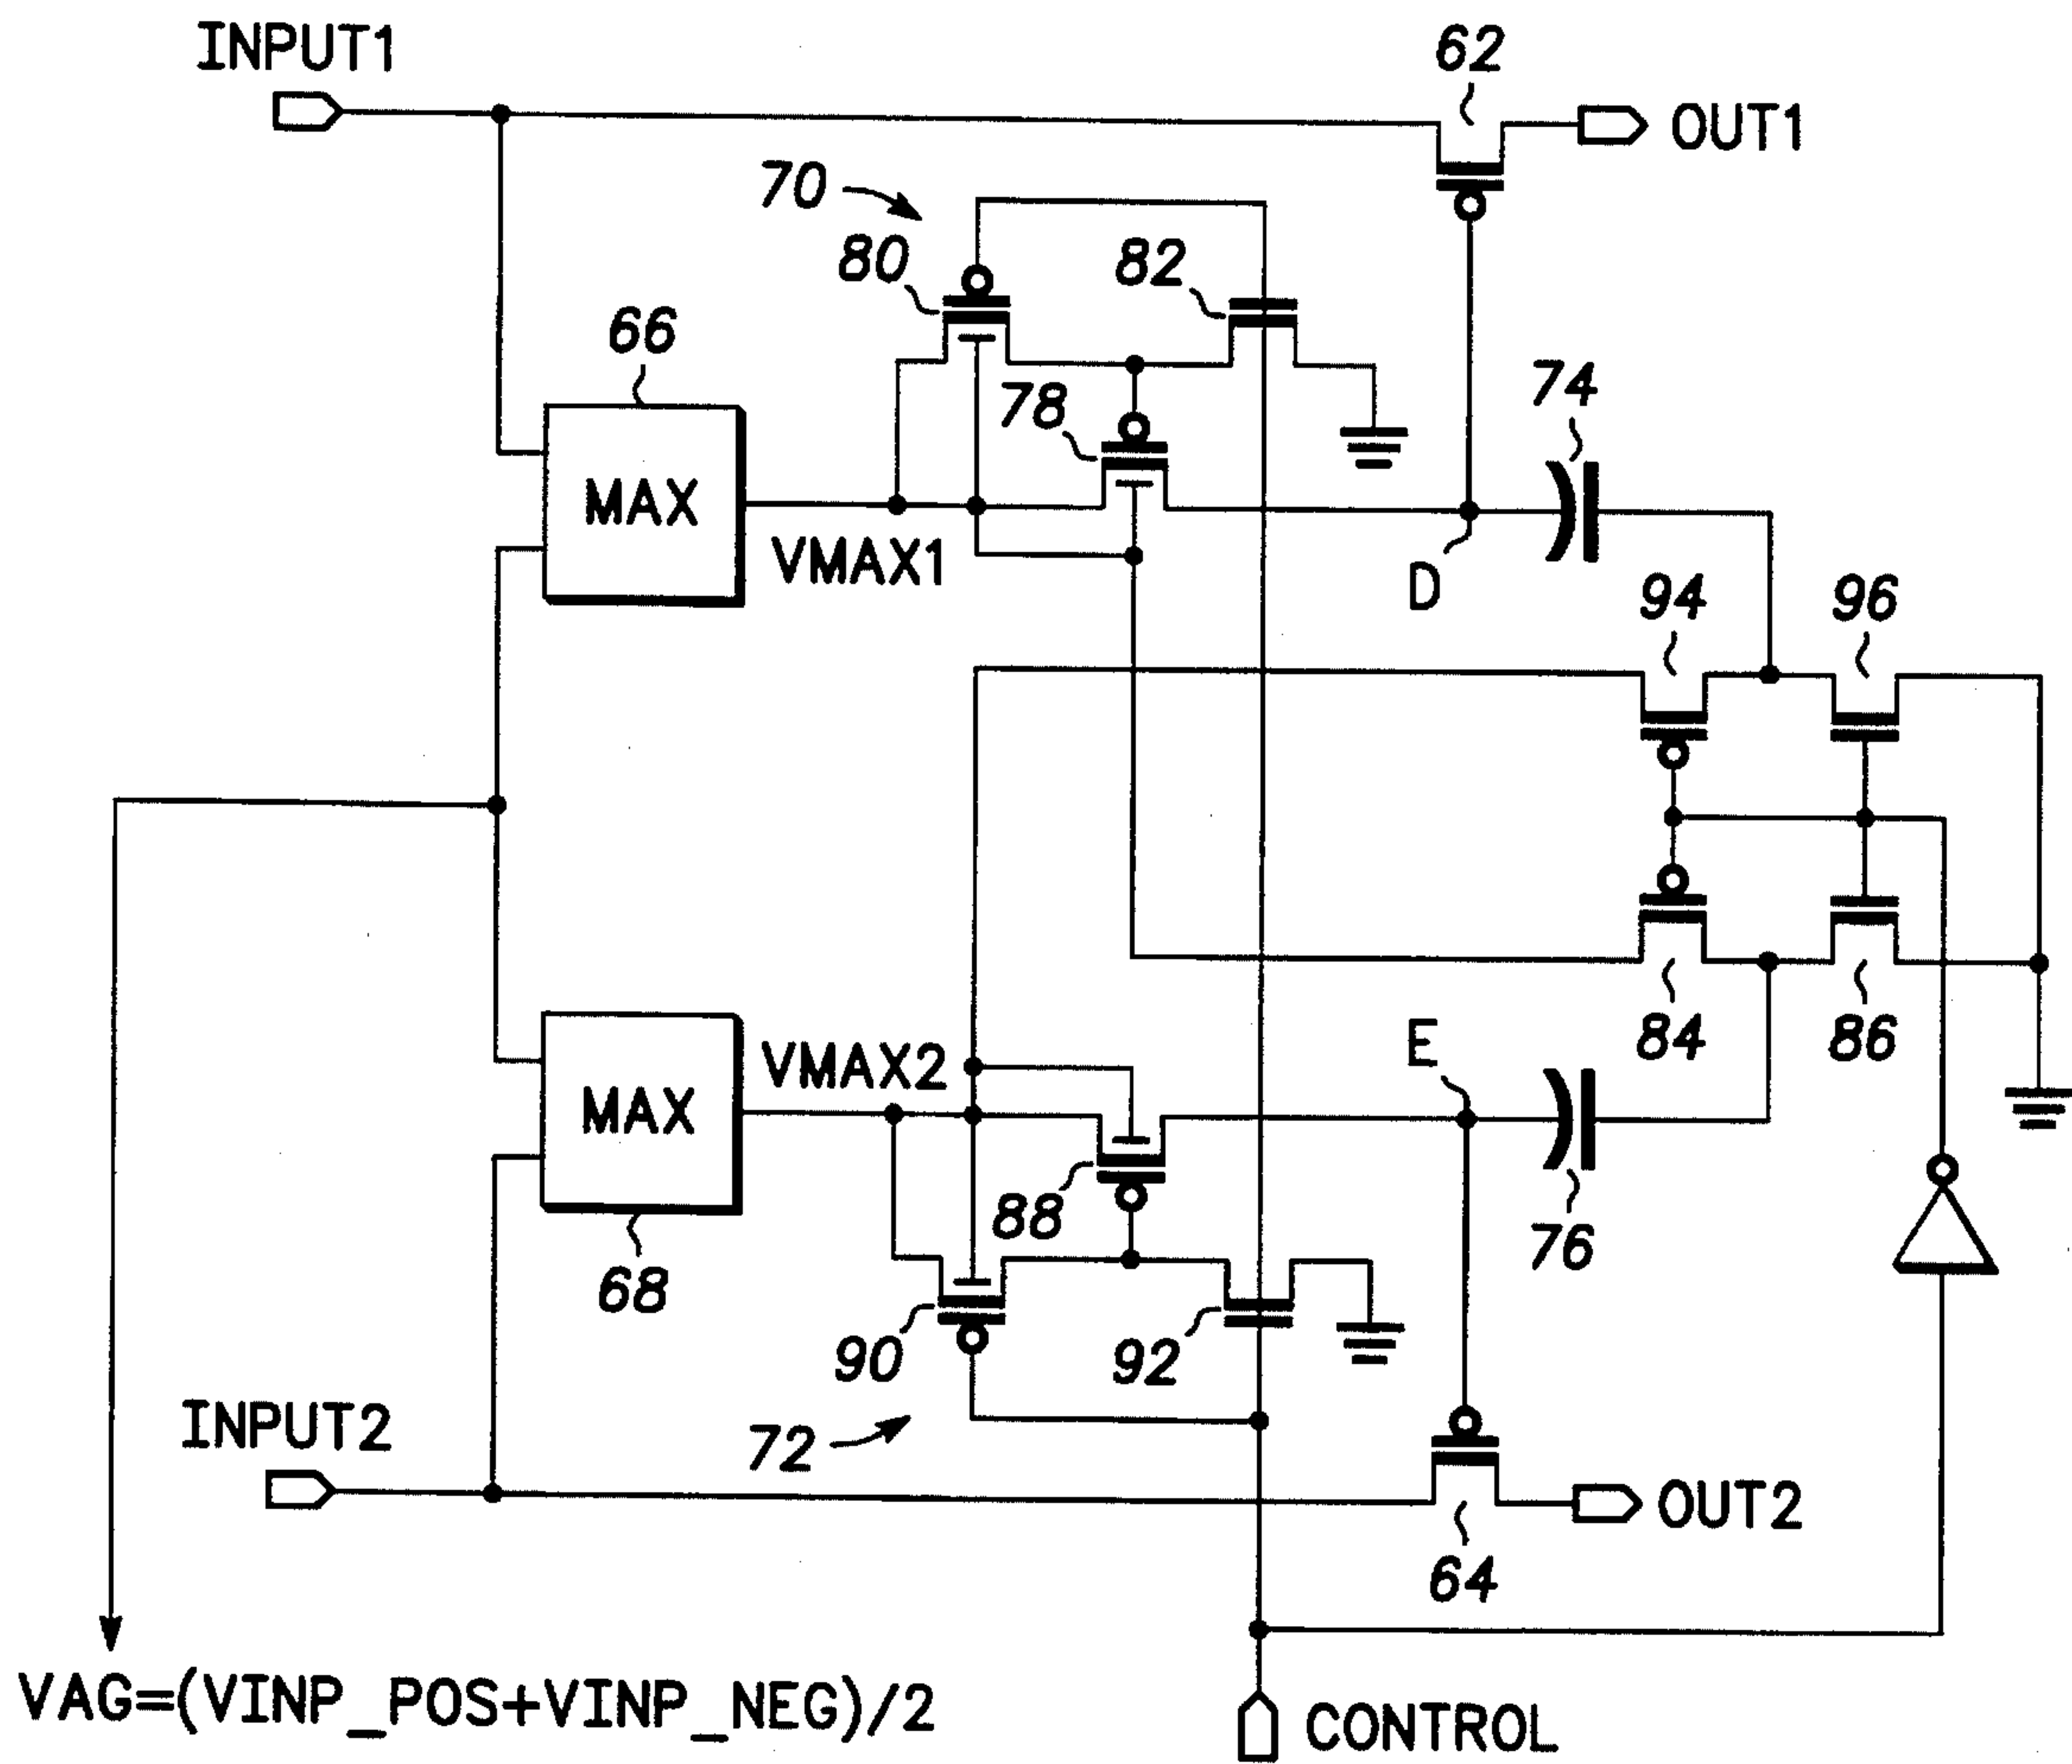 INPUT1
62
OUT1
70
80
82
66
78
74
MAX
VMAX1
D
94
96
VMAX2
E
84
86
MAX
88
76
68
90
92
INPUT2
72
OUT2
64
VAG=(VINP_POS+VINP_NEG)/2
CONTROL